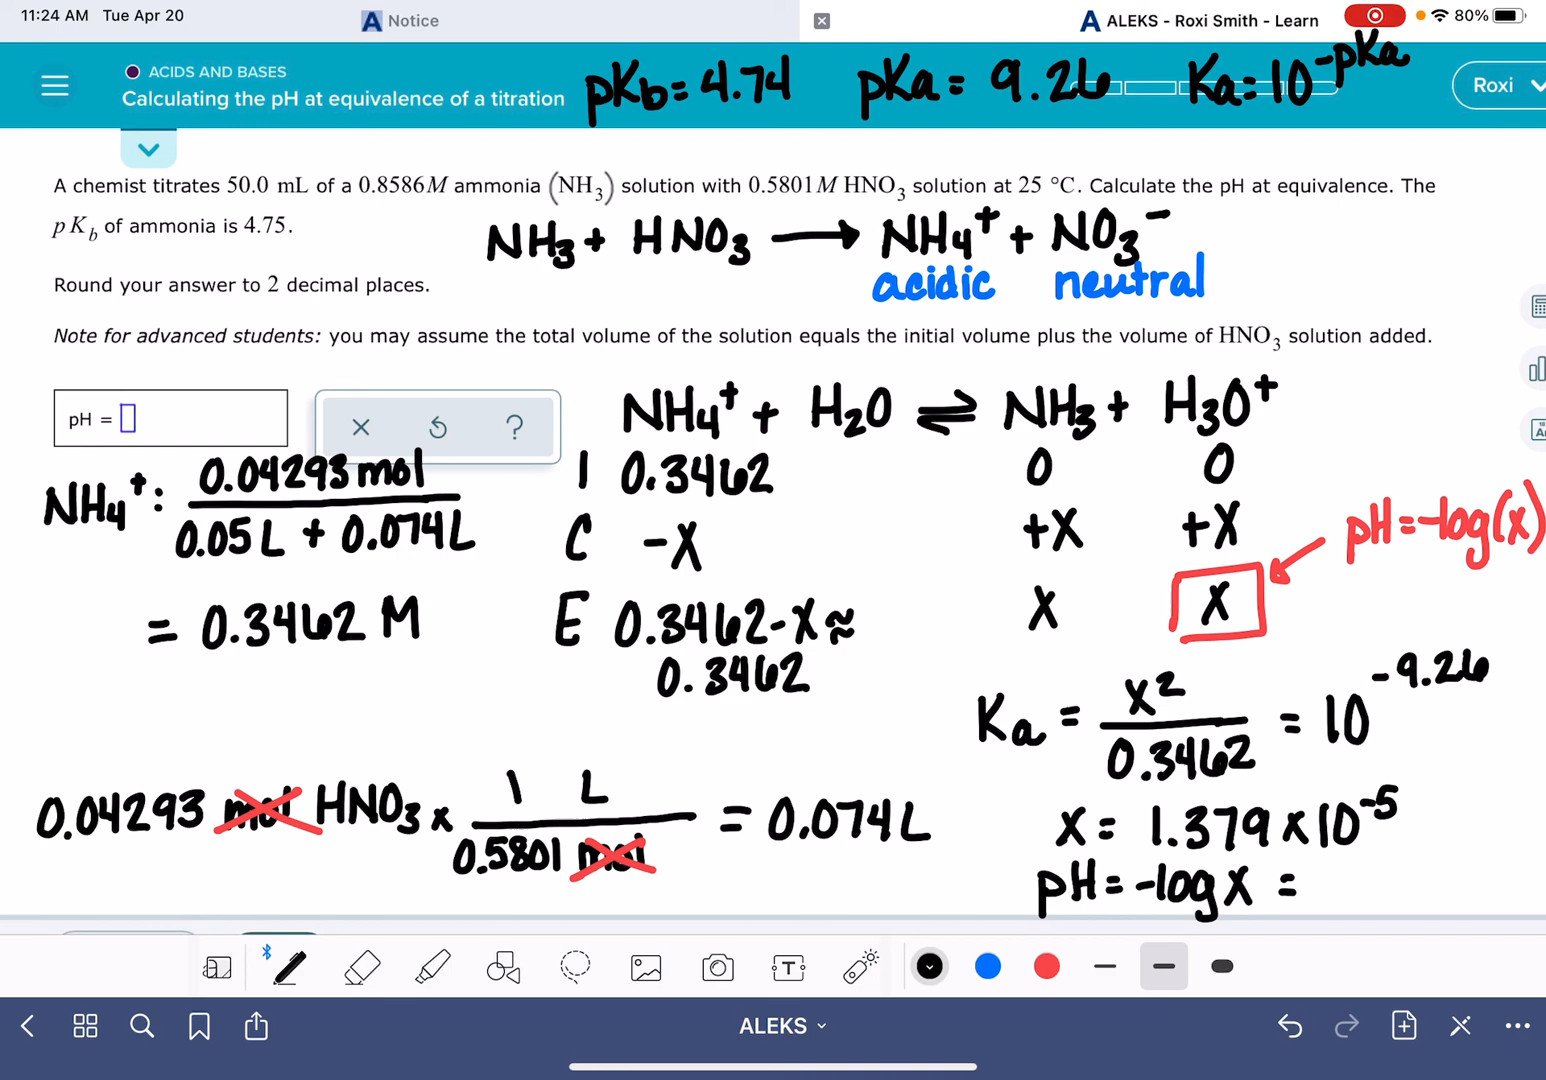 11:24 AM Tue Apr 20
Notice
ALEKS - Roxi Smith - Learn
80%
ACIDS AND BASES
Calculating the pH at equivalence of a titration
pKb = 4.74 pKa = 9.26 Ka = 10^-pKa
Roxi
A chemist titrates 50.0 mL of a 0.8586 M ammonia (NH3) solution with 0.5801 M HNO3 solution at 25 °C. Calculate the pH at equivalence. The
pKb of ammonia is 4.75.
NH3 + HNO3 → NH4+ + NO3−
acidic neutral
Round your answer to 2 decimal places.
Note for advanced students: you may assume the total volume of the solution equals the initial volume plus the volume of HNO3 solution added.
pH =
NH4+ + H2O ⇌ NH3 + H3O+
I 0.3462 0 0
C -X +X +X
E 0.3462-X ≈ X X
0.3462
pH = -log(x)
NH4+: 0.04293 mol
0.05 L + 0.074 L
= 0.3462 M
Ka = x² / 0.3462 = 10^-9.26
0.04293 mol HNO3 x 1 L / 0.5801 mol = 0.074 L
x = 1.379 x 10^-5
pH = -log x =
T
ALEKS